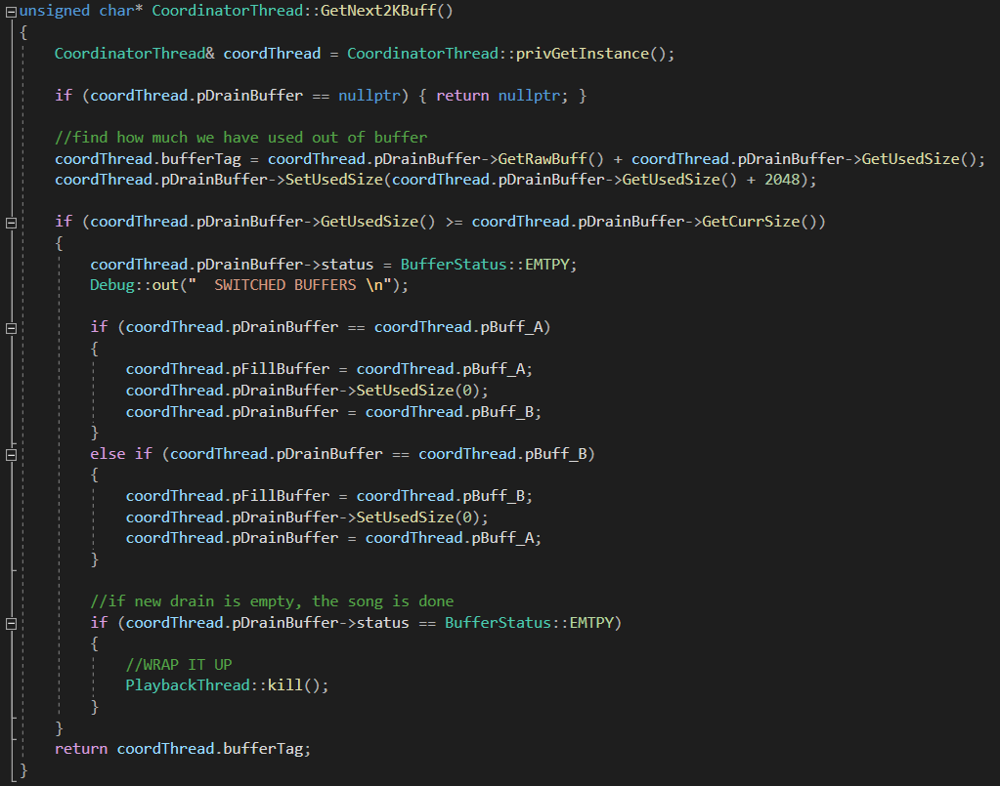 unsigned char* CoordinatorThread::GetNext2KBuff()
{
    CoordinatorThread& coordThread = CoordinatorThread::privGetInstance();

    if (coordThread.pDrainBuffer == nullptr) { return nullptr; }

    //find how much we have used out of buffer
    coordThread.bufferTag = coordThread.pDrainBuffer->GetRawBuff() + coordThread.pDrainBuffer->GetUsedSize();
    coordThread.pDrainBuffer->SetUsedSize(coordThread.pDrainBuffer->GetUsedSize() + 2048);

    if (coordThread.pDrainBuffer->GetUsedSize() >= coordThread.pDrainBuffer->GetCurrSize())
    {
        coordThread.pDrainBuffer->status = BufferStatus::EMTPY;
        Debug::out("  SWITCHED BUFFERS \n");

        if (coordThread.pDrainBuffer == coordThread.pBuff_A)
        {
            coordThread.pFillBuffer = coordThread.pBuff_A;
            coordThread.pDrainBuffer->SetUsedSize(0);
            coordThread.pDrainBuffer = coordThread.pBuff_B;
        }
        else if (coordThread.pDrainBuffer == coordThread.pBuff_B)
        {
            coordThread.pFillBuffer = coordThread.pBuff_B;
            coordThread.pDrainBuffer->SetUsedSize(0);
            coordThread.pDrainBuffer = coordThread.pBuff_A;
        }

        //if new drain is empty, the song is done
        if (coordThread.pDrainBuffer->status == BufferStatus::EMTPY)
        {
            //WRAP IT UP
            PlaybackThread::kill();
        }
    }
    return coordThread.bufferTag;
}